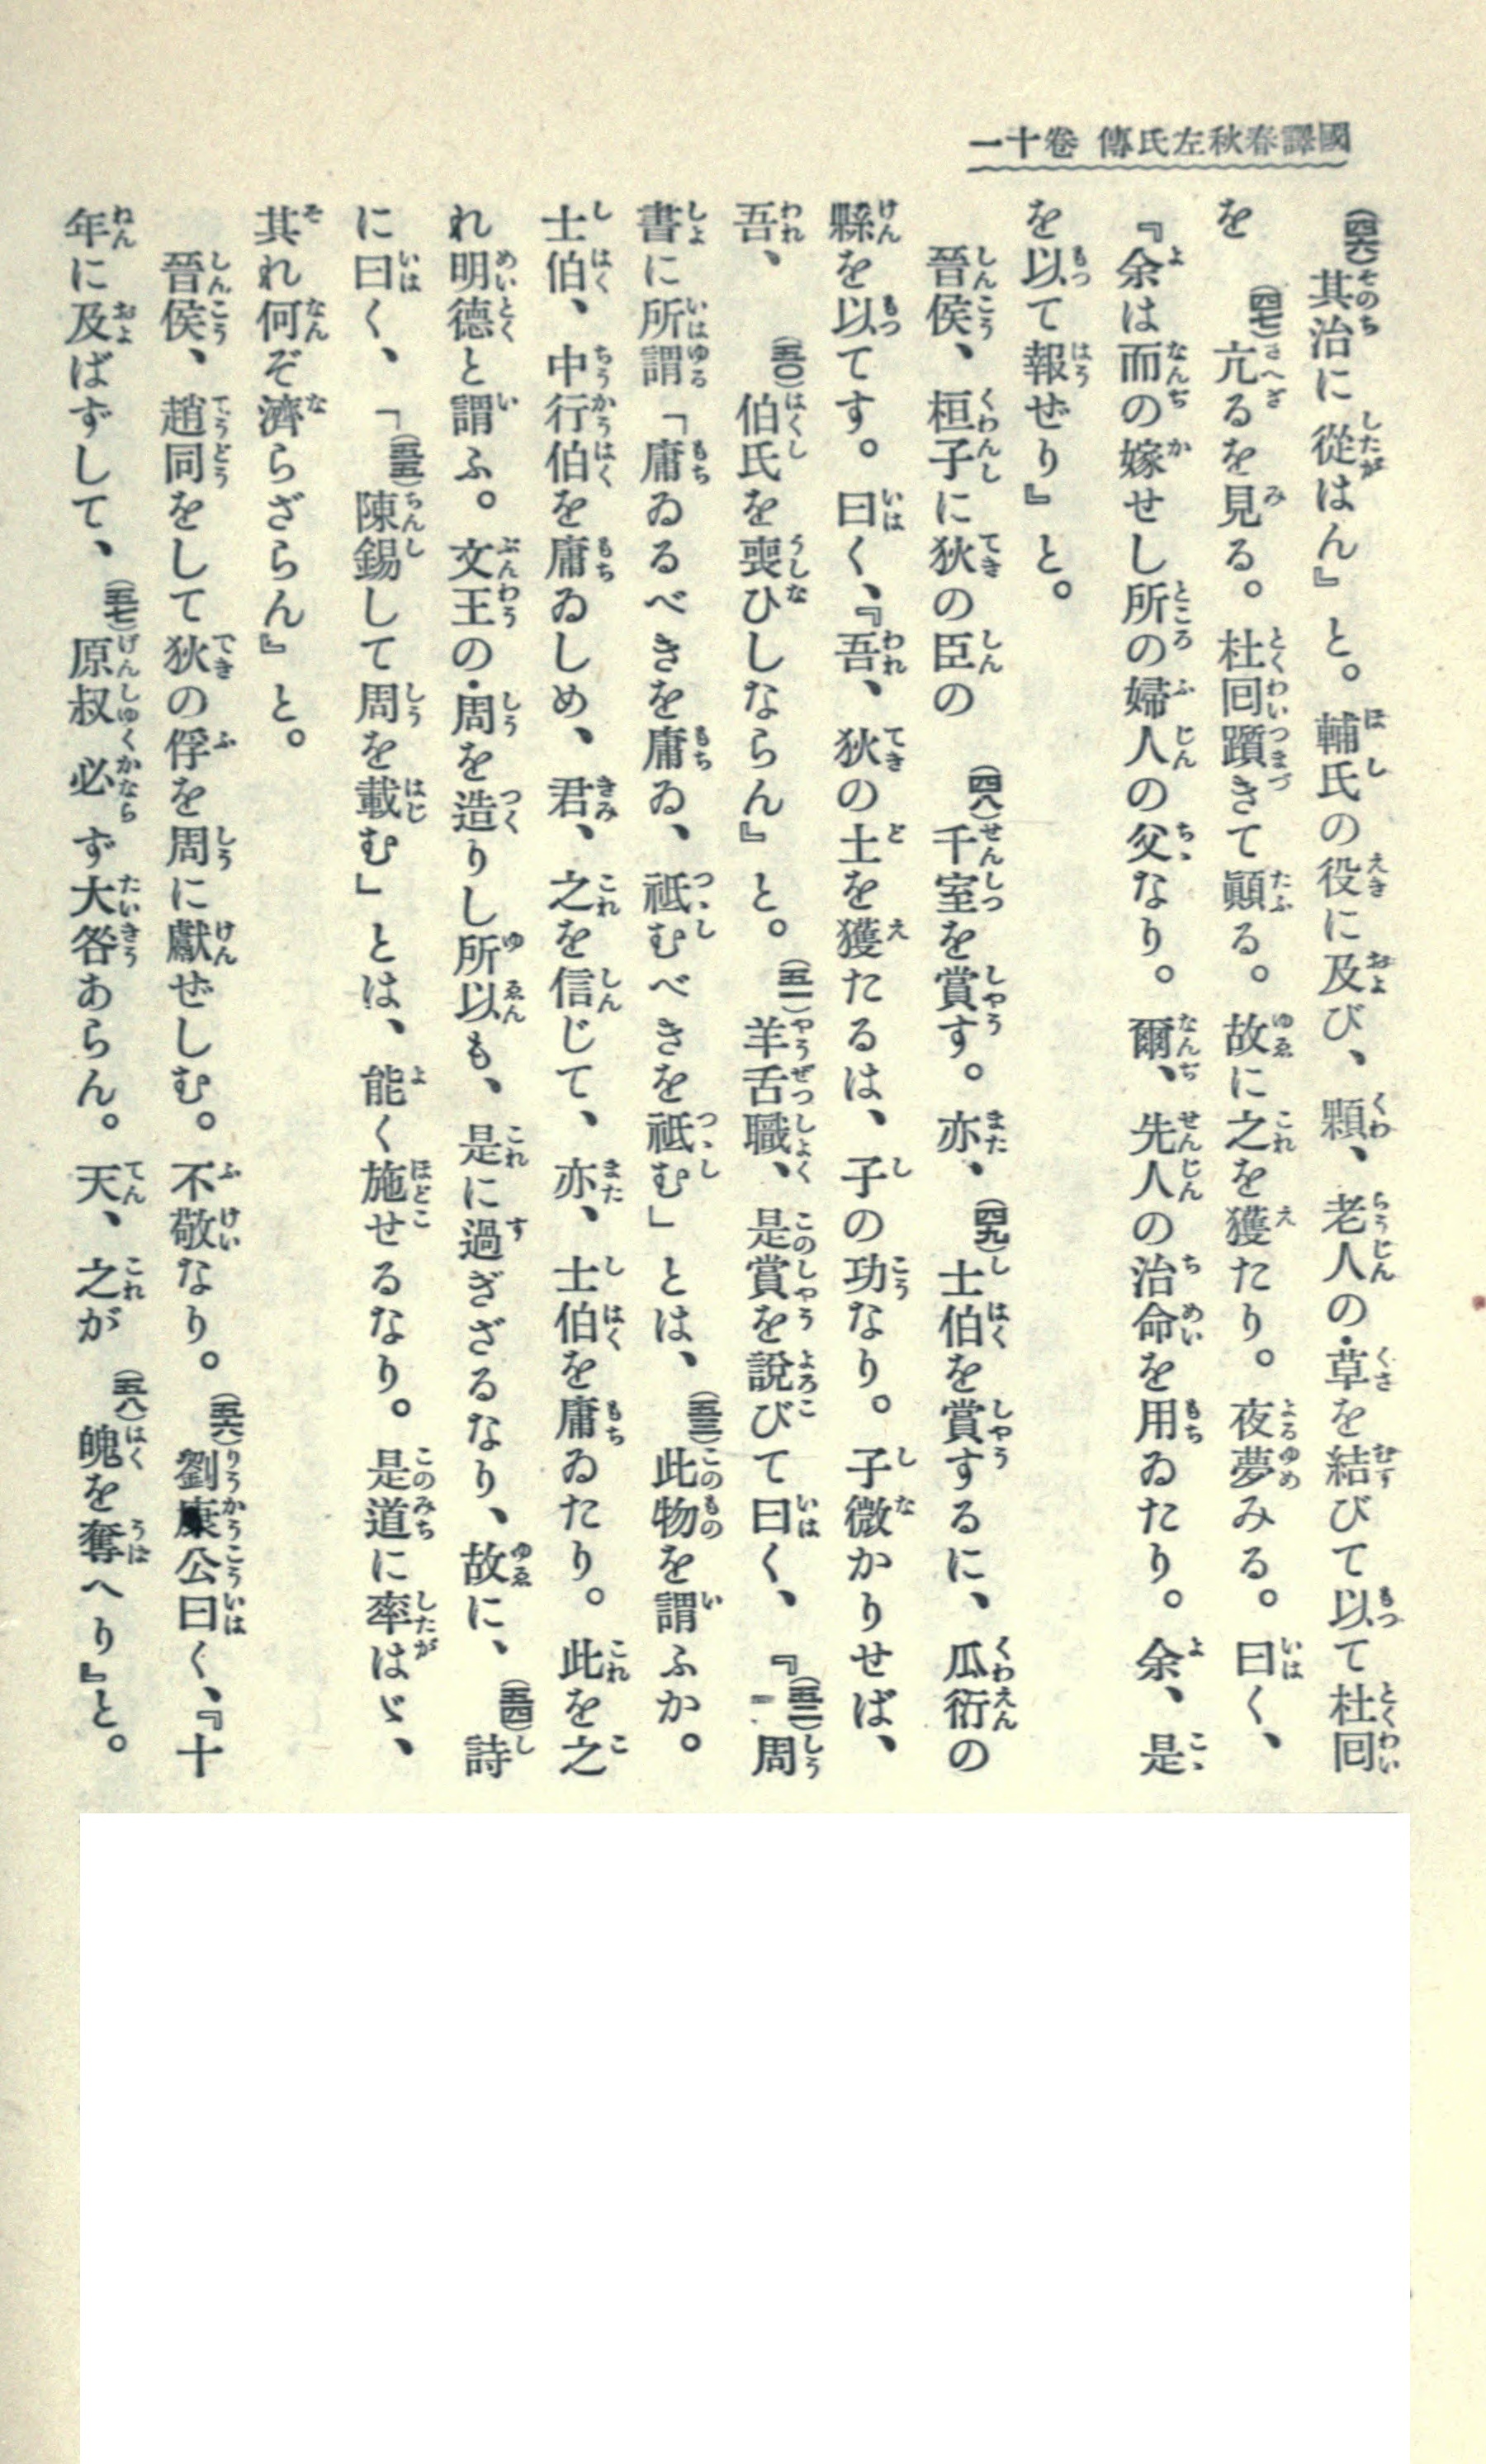 國譯春秋左氏傳 卷十一
(四六)其治に從はん』と。輔氏の役に及び、顆、老人の・草を結びて以て杜回
を(四七)亢るを見る。杜回躓きて顚る。故に之を獲たり。夜夢みる。曰く、
『余は而の嫁せし所の婦人の父なり。爾、先人の治命を用ゐたり。余、是
を以て報ぜり』と。
晉侯、桓子に狄の臣の(四八)千室を賞す。亦、(四九)士伯を賞するに、瓜衍の
縣を以てす。曰く、『吾、狄の土を獲たるは、子の功なり。子微かりせば、
吾、(五〇)伯氏を喪ひしならん』と。(五一)羊舌職、是賞を說びて曰く、『(五二)周
書に所謂「庸ゐるべきを庸ゐ、祗むべきを祗む」とは、(五三)此物を謂ふか。
士伯、中行伯を庸ゐしめ、君、之を信じて、亦、士伯を庸ゐたり。此を之
れ明德と謂ふ。文王の・周を造りし所以も、是に過ぎざるなり、故に、(五四)詩
に曰く、「(五五)陳錫して周を載む」とは、能く施せるなり。是道に率はゞ、
其れ何ぞ濟らざらん』と。
晉侯、趙同をして狄の俘を周に獻ぜしむ。不敬なり。(五六)劉康公曰く、『十
年に及ばずして、(五七)原叔必ず大咎あらん。天、之が(五八)魄を奪へり』と。